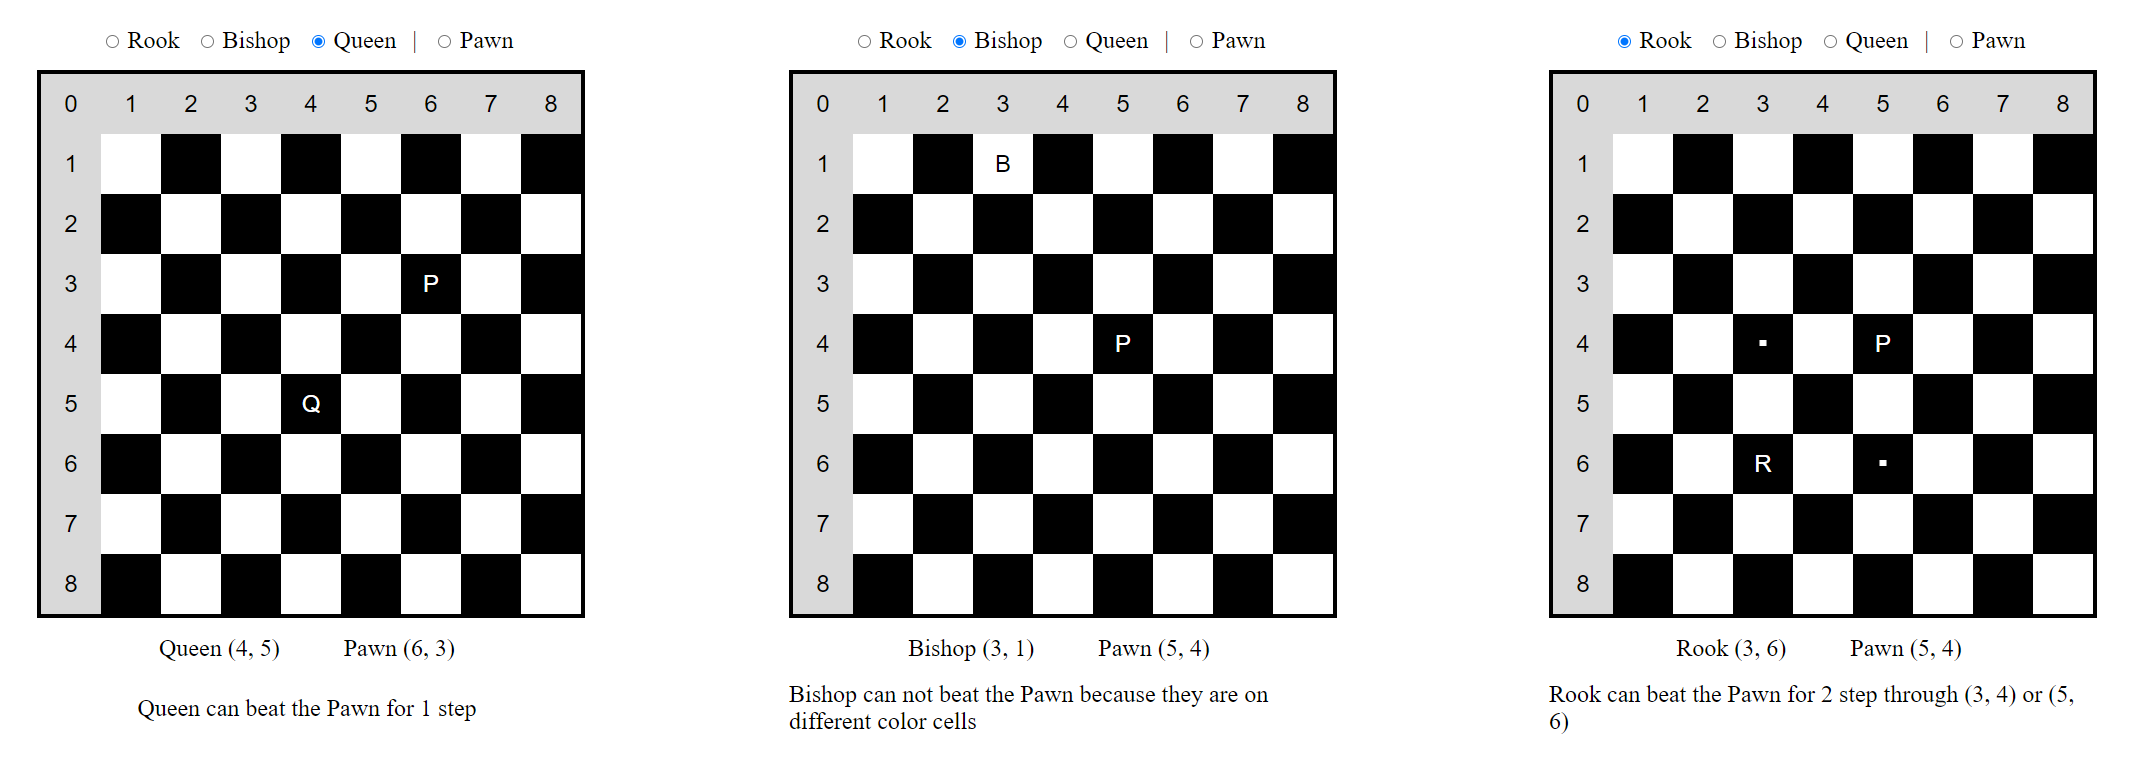 Rook Bishop Queen | Pawn
0 1 2 3 4 5 6 7 8
1
2
3 P
4
5 Q
6
7
8
Queen (4, 5) Pawn (6, 3)
Queen can beat the Pawn for 1 step
Rook Bishop Queen | Pawn
0 1 2 3 4 5 6 7 8
1 B
2
3
4 P
5
6
7
8
Bishop (3, 1) Pawn (5, 4)
Bishop can not beat the Pawn because they are on
different color cells
Rook Bishop Queen | Pawn
0 1 2 3 4 5 6 7 8
1
2
3
4 ▪ P
5
6 R ▪
7
8
Rook (3, 6) Pawn (5, 4)
Rook can beat the Pawn for 2 step through (3, 4) or (5,
6)